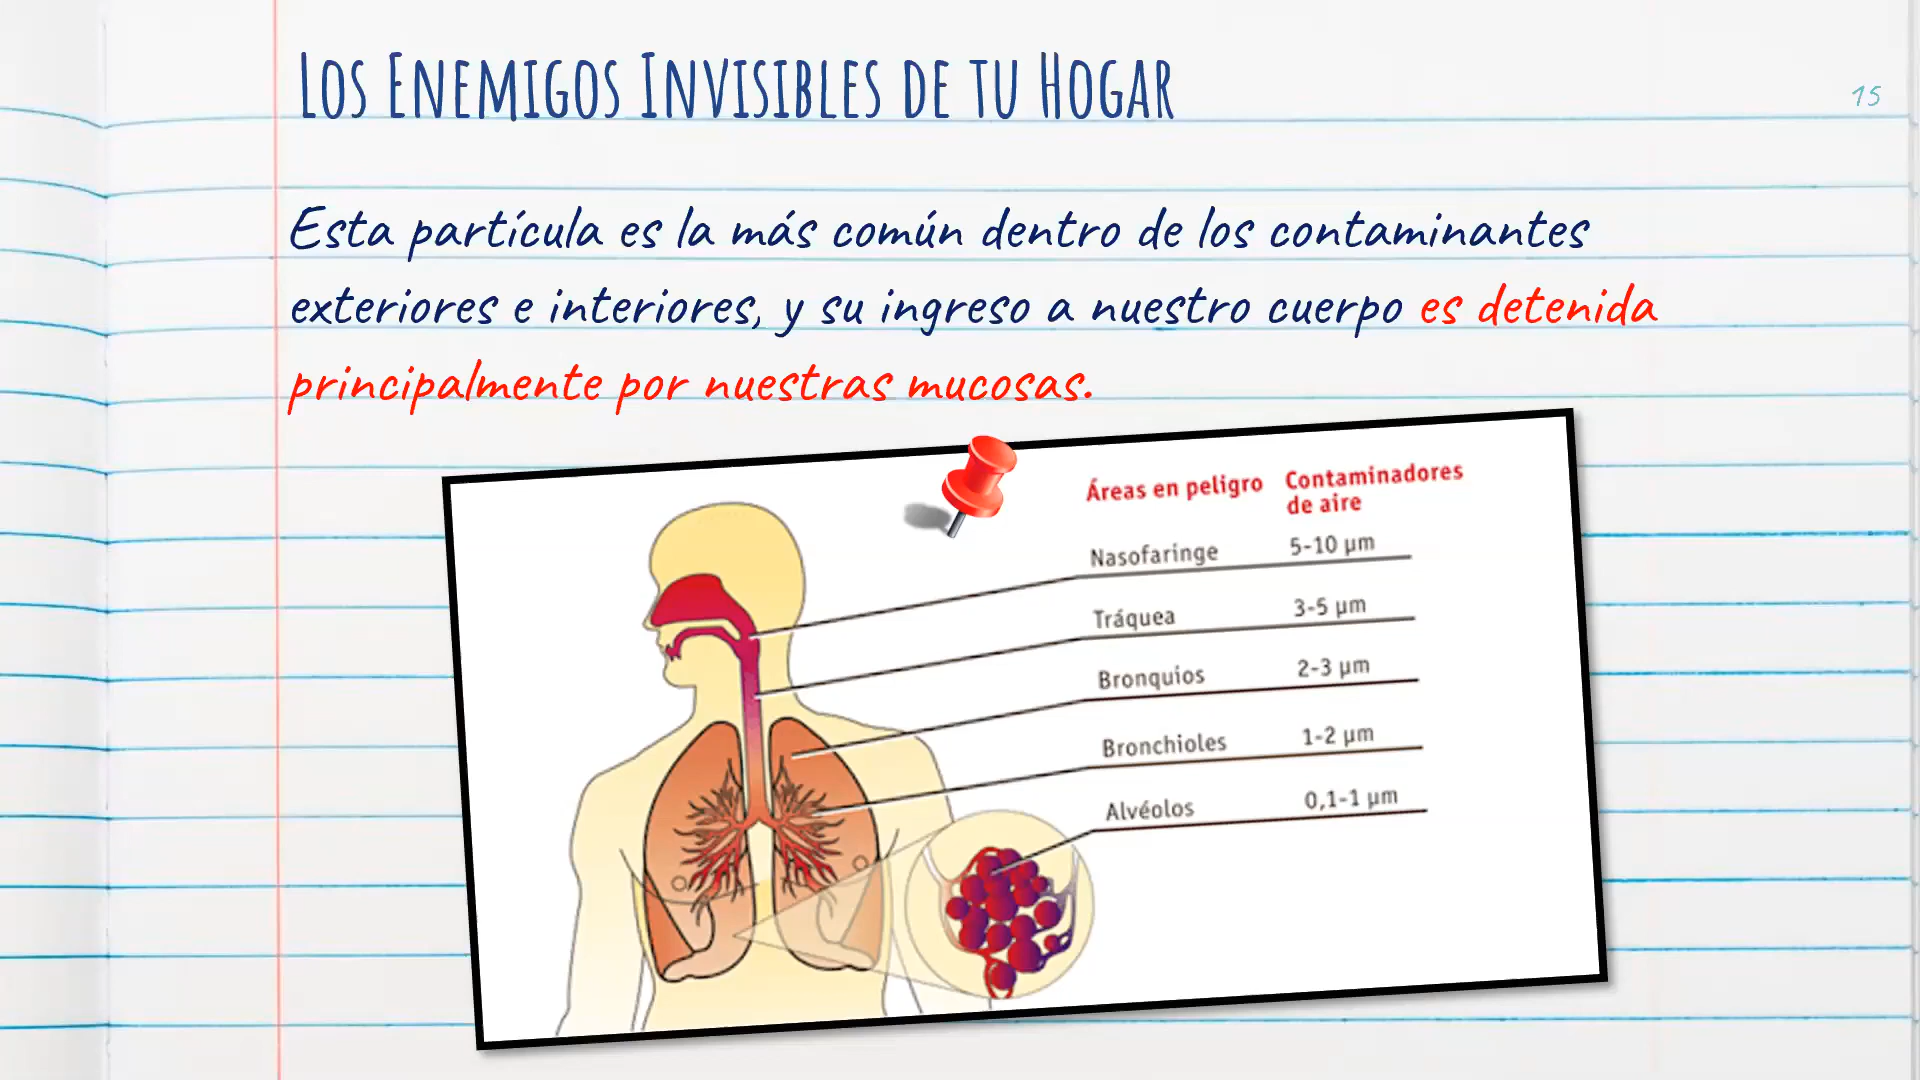 Los Enemigos Invisibles de tu Hogar
15
Esta partícula es la más común dentro de los contaminantes
exteriores e interiores, y su ingreso a nuestro cuerpo es detenida
principalmente por nuestras mucosas.
Áreas en peligro
Contaminadores
de aire
Nasofaringe 5-10 µm
Tráquea 3-5 µm
Bronquios 2-3 µm
Bronchioles 1-2 µm
Alvéolos 0,1-1 µm